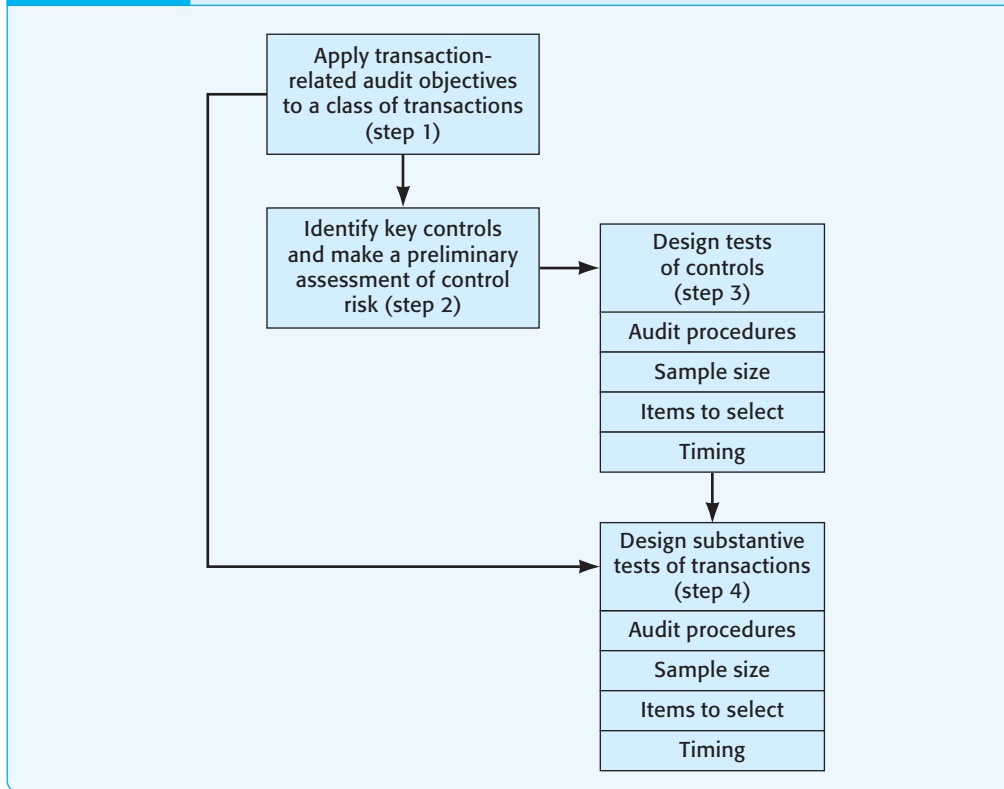 Apply transaction-
related audit objectives
to a class of transactions
(step 1)
Identify key controls
and make a preliminary
assessment of control
risk (step 2)
Design tests
of controls
(step 3)
Audit procedures
Sample size
Items to select
Timing
Design substantive
tests of transactions
(step 4)
Audit procedures
Sample size
Items to select
Timing